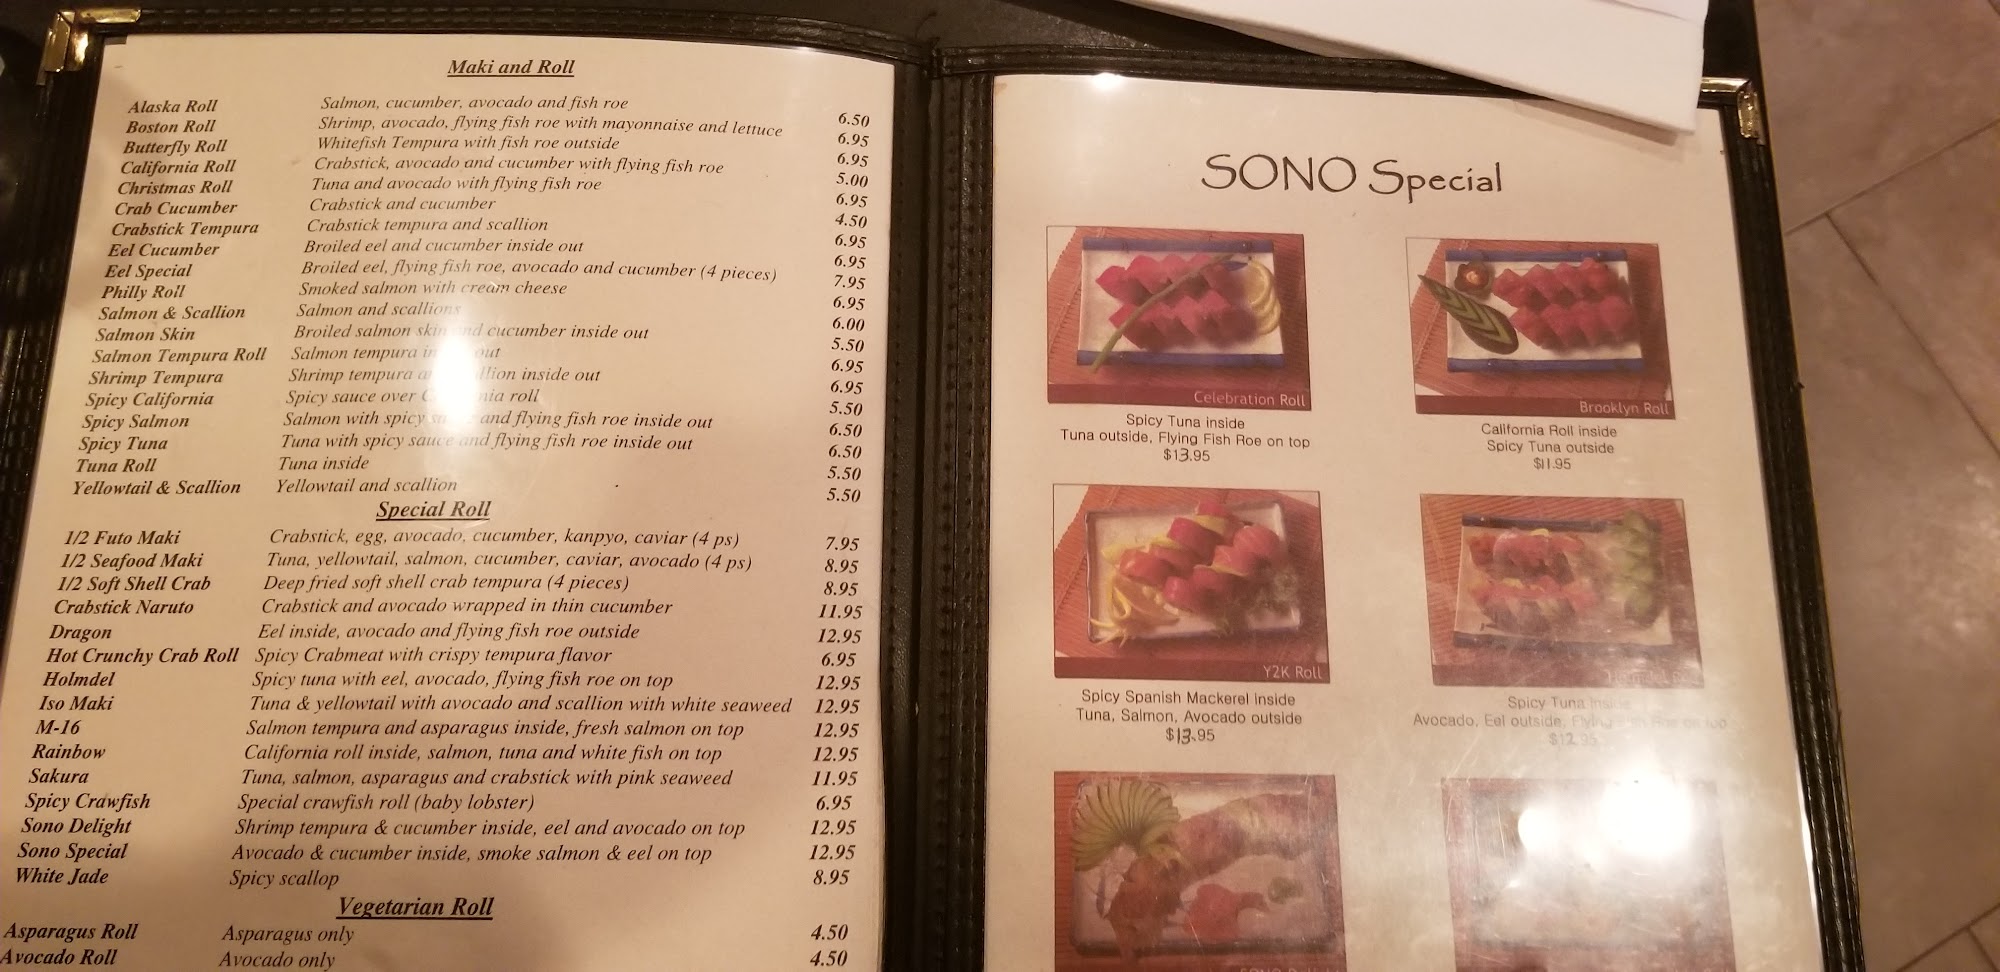 Maki and Roll
Alaska Roll Salmon, cucumber, avocado and fish roe 6.50
Boston Roll Shrimp, avocado, flying fish roe with mayonnaise and lettuce 6.95
Butterfly Roll Whitefish Tempura with fish roe outside 6.95
California Roll Crabstick, avocado and cucumber with flying fish roe 5.00
Christmas Roll Tuna and avocado with flying fish roe 6.95
Crab Cucumber Crabstick and cucumber 4.50
Crabstick Tempura Crabstick tempura and scallion 6.95
Eel Cucumber Broiled eel and cucumber inside out 6.95
Eel Special Broiled eel, flying fish roe, avocado and cucumber (4 pieces) 7.95
Philly Roll Smoked salmon with cream cheese 6.95
Salmon & Scallion Salmon and scallions 6.00
Salmon Skin Broiled salmon skin and cucumber inside out 5.50
Salmon Tempura Roll Salmon tempura out 6.95
Shrimp Tempura Shrimp tempura inside out 6.95
Spicy California Spicy sauce over California roll 5.50
Spicy Salmon Salmon with spicy and flying fish roe inside out 6.50
Spicy Tuna Tuna with spicy sauce and flying fish roe inside out 6.50
Tuna Roll Tuna inside 5.50
Yellowtail & Scallion Yellowtail and scallion 5.50
Special Roll
1/2 Futo Maki Crabstick, egg, avocado, cucumber, kanpyo, caviar (4 ps) 7.95
1/2 Seafood Maki Tuna, yellowtail, salmon, cucumber, caviar, avocado (4 ps) 8.95
1/2 Soft Shell Crab Deep fried soft shell crab tempura (4 pieces) 8.95
Crabstick Naruto Crabstick and avocado wrapped in thin cucumber 11.95
Dragon Eel inside, avocado and flying fish roe outside 12.95
Hot Crunchy Crab Roll Spicy Crabmeat with crispy tempura flavor 6.95
Holmdel Spicy tuna with eel, avocado, flying fish roe on top 12.95
Iso Maki Tuna & yellowtail with avocado and scallion with white seaweed 12.95
M-16 Salmon tempura and asparagus inside, fresh salmon on top 12.95
Rainbow California roll inside, salmon, tuna and white fish on top 12.95
Sakura Tuna, salmon, asparagus and crabstick with pink seaweed 11.95
Spicy Crawfish Special crawfish roll (baby lobster) 6.95
Sono Delight Shrimp tempura & cucumber inside, eel and avocado on top 12.95
Sono Special Avocado & cucumber inside, smoke salmon & eel on top 12.95
White Jade Spicy scallop 8.95
Vegetarian Roll
Asparagus Roll Asparagus only 4.50
Avocado Roll Avocado only 4.50
SONO Special
Celebration Roll
Spicy Tuna inside
Tuna outside, Flying Fish Roe on top
$13.95
Brooklyn Roll
California Roll inside
Spicy Tuna outside
$11.95
Y2K Roll
Spicy Spanish Mackerel inside
Tuna, Salmon, Avocado outside
$13.95
Holmdel Roll
Spicy Tuna inside
Avocado, Eel outside, Flying Fish Roe on top
$12.95